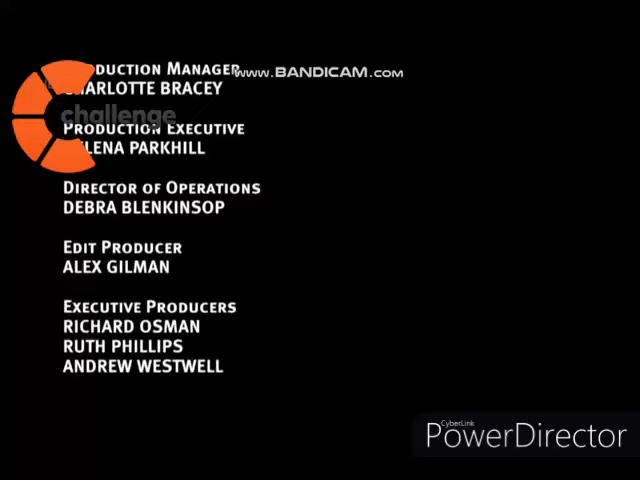 PRODUCTION MANAGER
www.BANDICAM.com
CHARLOTTE BRACEY
challenge
PRODUCTION EXECUTIVE
PARKHILL
DIRECTOR OF OPERATIONS
DEBRA BLENKINSOP
EDIT PRODUCER
ALEX GILMAN
EXECUTIVE PRODUCERS
RICHARD OSMAN
RUTH PHILLIPS
ANDREW WESTWELL
CyberLink
PowerDirector